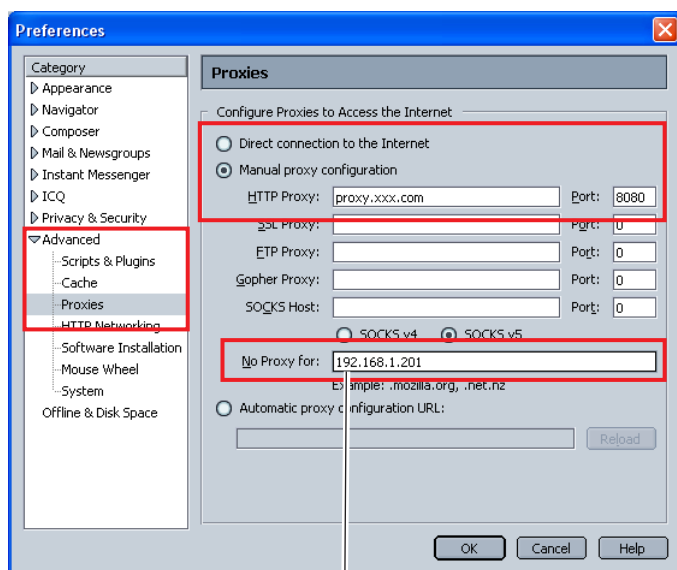 Preferences
Category
Appearance
Navigator
Composer
Mail & Newsgroups
Instant Messenger
ICQ
Privacy & Security
Advanced
Scripts & Plugins
Cache
Proxies
HTTP Networking
Software Installation
Mouse Wheel
System
Offline & Disk Space
Proxies
Configure Proxies to Access the Internet
Direct connection to the Internet
Manual proxy configuration
HTTP Proxy: proxy.xxx.com Port: 8080
SSL Proxy: Port: 0
FTP Proxy: Port: 0
Gopher Proxy: Port: 0
SOCKS Host: Port: 0
SOCKS v4 SOCKS v5
No Proxy for: 192.168.1.201
Example: .mozilla.org, .net.nz
Automatic proxy configuration URL:
Reload
OK Cancel Help